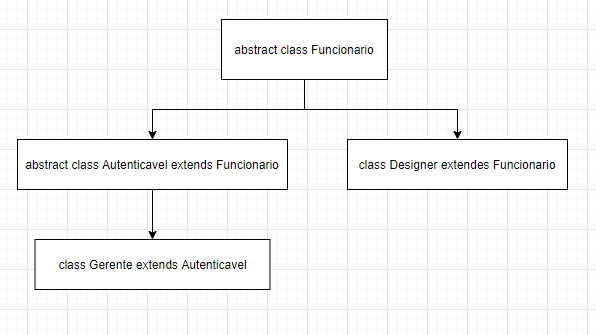 abstract class Funcionario
abstract class Autenticavel extends Funcionario
class Designer extendes Funcionario
class Gerente extends Autenticavel